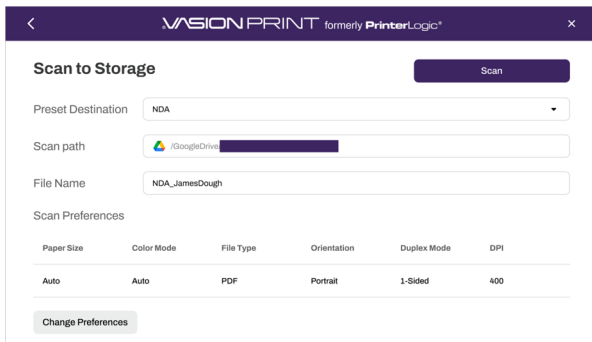 VASION PRINT formerly PrinterLogic®
Scan to Storage
Scan
Preset Destination
NDA
Scan path
/GoogleDrive
File Name
NDA_JamesDough
Scan Preferences
Paper Size Color Mode File Type Orientation Duplex Mode DPI
Auto Auto PDF Portrait 1-Sided 400
Change Preferences